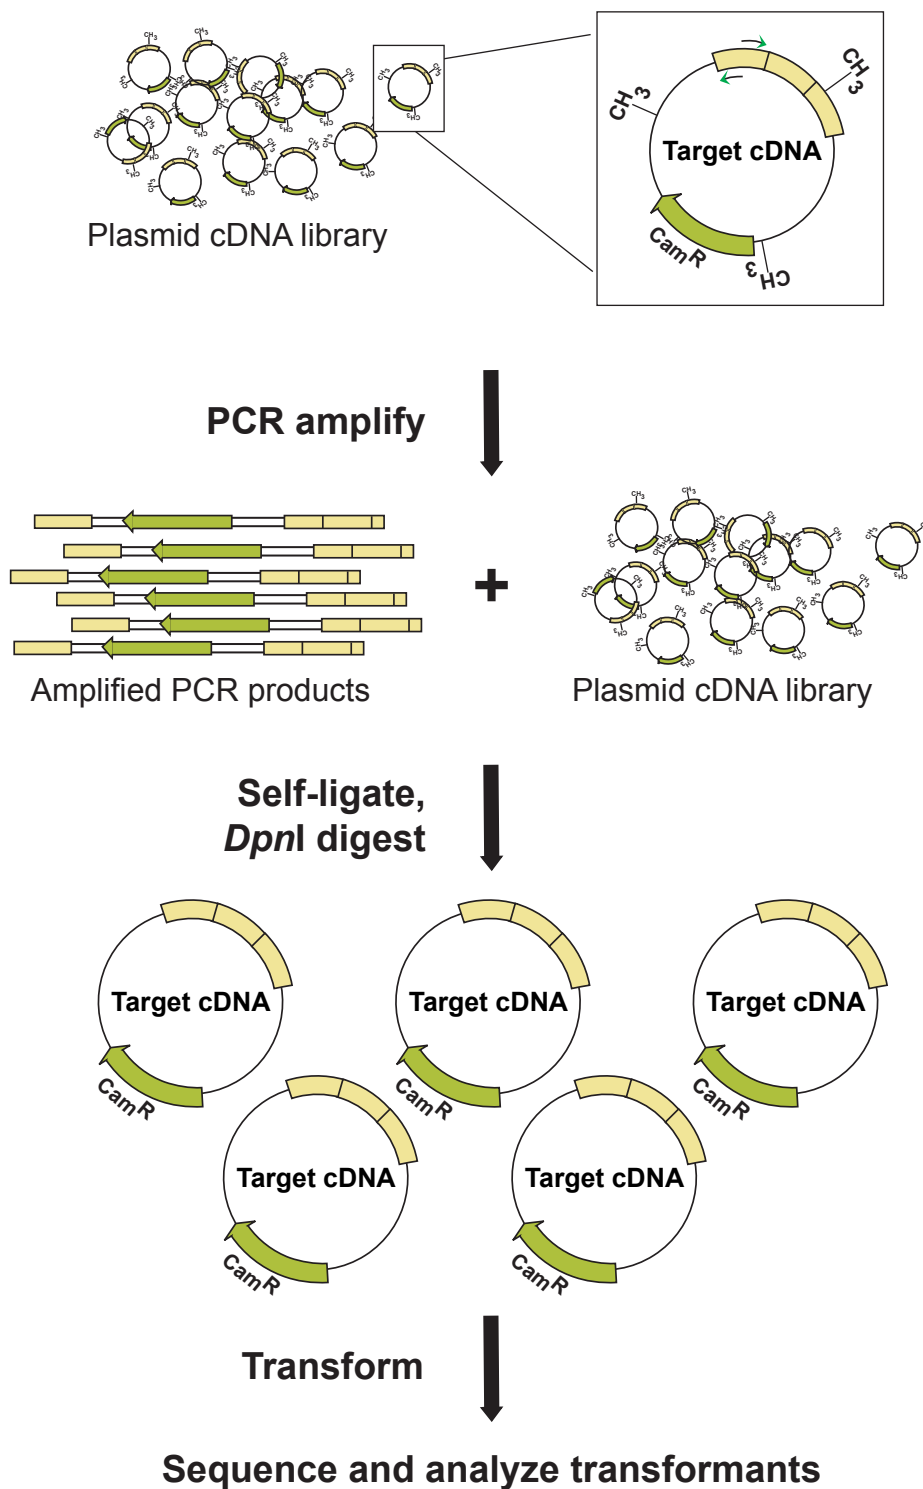 CH3
CH3
Target cDNA
CamR
CH3
Plasmid cDNA library
PCR amplify
+
Amplified PCR products
Plasmid cDNA library
Self-ligate,
DpnI digest
Target cDNA
Target cDNA
Target cDNA
CamR
CamR
CamR
Target cDNA
Target cDNA
CamR
CamR
Transform
Sequence and analyze transformants